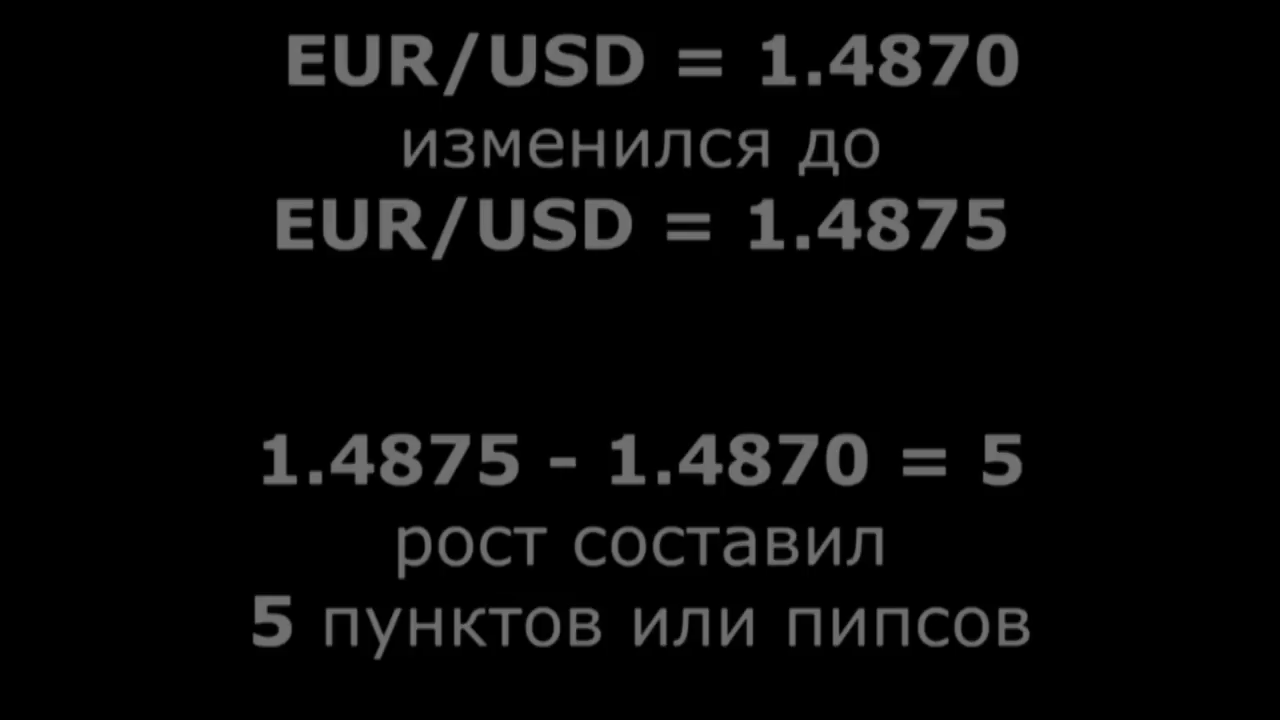 EUR/USD = 1.4870
изменился до
EUR/USD = 1.4875
1.4875 - 1.4870 = 5
рост составил
5 пунктов или пипсов